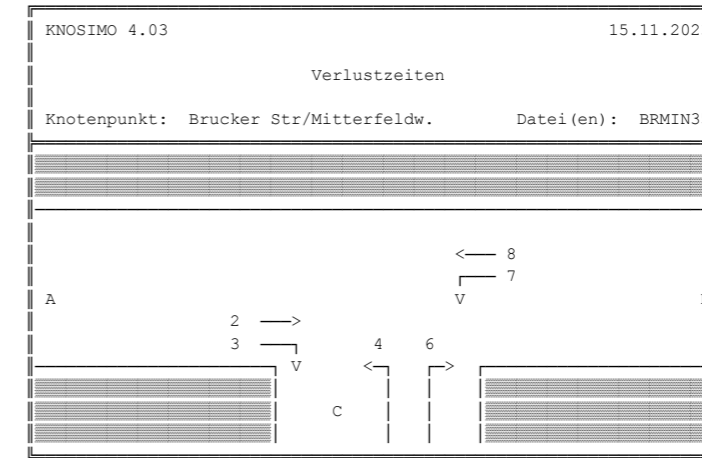 KNOSIMO 4.03 15.11.202
Verlustzeiten
Knotenpunkt: Brucker Str/Mitterfeldw. Datei(en): BRMIN3
<─── 8
┌─── 7
A V
2 ───>
3 ───┐ 4 6
V <─┐ ┌─>
C